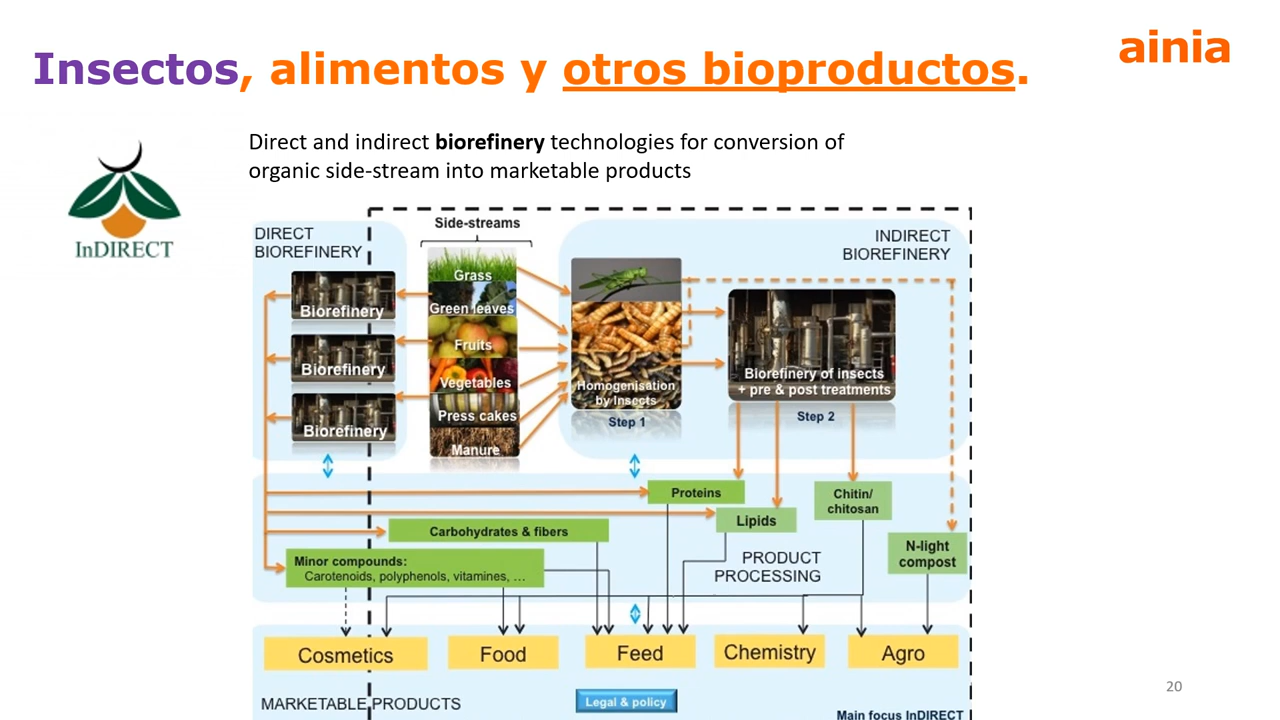 Insectos, alimentos y otros bioproductos.
ainia
Direct and indirect biorefinery technologies for conversion of
organic side-stream into marketable products
InDIRECT
DIRECT
BIOREFINERY
Side-streams
INDIRECT
BIOREFINERY
Biorefinery
Biorefinery
Biorefinery
Grass
Green leaves
Fruits
Vegetables
Press cakes
Manure
Homogenisation
by Insects
Step 1
Biorefinery of insects
+ pre & post treatments
Step 2
Proteins
Lipids
Chitin/
chitosan
N-light
compost
Carbohydrates & fibers
Minor compounds:
Carotenoids, polyphenols, vitamines, ...
PRODUCT
PROCESSING
Cosmetics
Food
Feed
Chemistry
Agro
MARKETABLE PRODUCTS
Legal & policy
Main focus InDIRECT
20